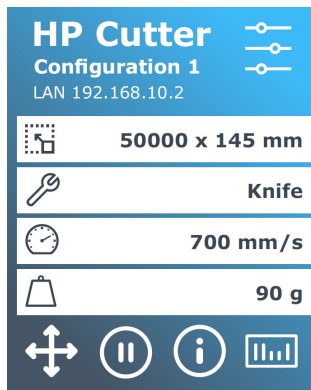 HP Cutter
Configuration 1
LAN 192.168.10.2
50000 x 145 mm
Knife
700 mm/s
90 g